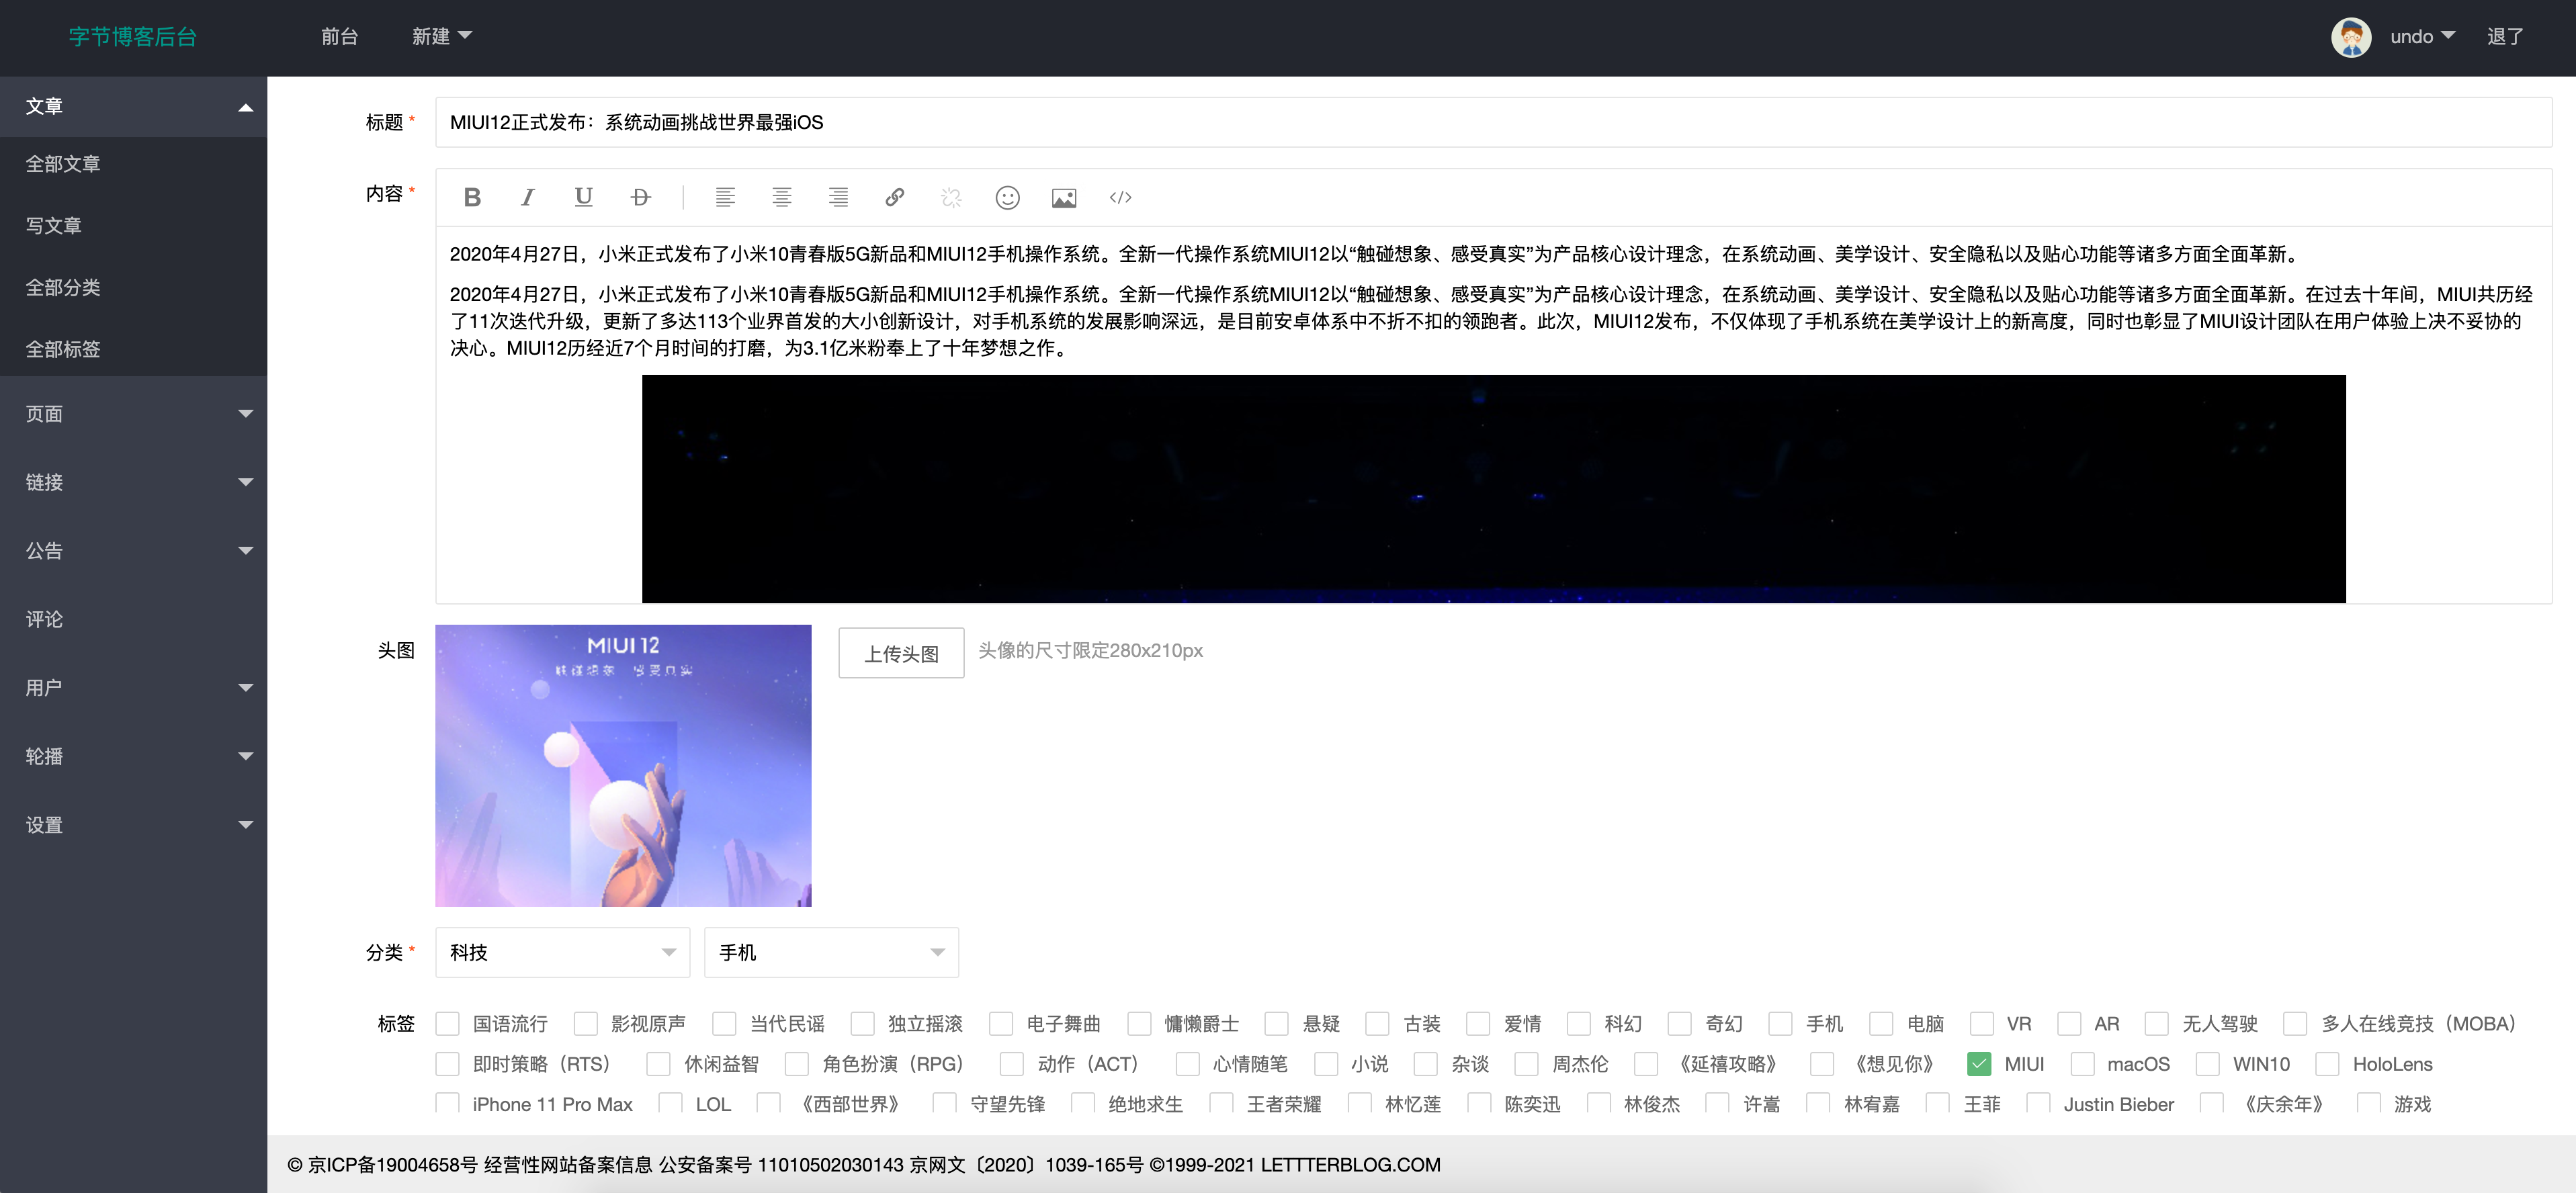 字节博客后台 前台 新建 undo 退了
文章
全部文章
写文章
全部分类
全部标签
页面
链接
公告
评论
用户
轮播
设置
标题 * MIUI12正式发布：系统动画挑战世界最强iOS
内容 *
2020年4月27日，小米正式发布了小米10青春版5G新品和MIUI12手机操作系统。全新一代操作系统MIUI12以“触碰想象、感受真实”为产品核心设计理念，在系统动画、美学设计、安全隐私以及贴心功能等诸多方面全面革新。
2020年4月27日，小米正式发布了小米10青春版5G新品和MIUI12手机操作系统。全新一代操作系统MIUI12以“触碰想象、感受真实”为产品核心设计理念，在系统动画、美学设计、安全隐私以及贴心功能等诸多方面全面革新。在过去十年间，MIUI共历经
了11次迭代升级，更新了多达113个业界首发的大小创新设计，对手机系统的发展影响深远，是目前安卓体系中不折不扣的领跑者。此次，MIUI12发布，不仅体现了手机系统在美学设计上的新高度，同时也彰显了MIUI设计团队在用户体验上决不妥协的
决心。MIUI12历经近7个月时间的打磨，为3.1亿米粉奉上了十年梦想之作。
头图
MIUI 12
触碰想象 感受真实
上传头图 头像的尺寸限定280x210px
分类 * 科技 手机
标签 国语流行 影视原声 当代民谣 独立摇滚 电子舞曲 慵懒爵士 悬疑 古装 爱情 科幻 奇幻 手机 电脑 VR AR 无人驾驶 多人在线竞技（MOBA）
即时策略（RTS） 休闲益智 角色扮演（RPG） 动作（ACT） 心情随笔 小说 杂谈 周杰伦 《延禧攻略》 《想见你》 MIUI macOS WIN10 HoloLens
iPhone 11 Pro Max LOL 《西部世界》 守望先锋 绝地求生 王者荣耀 林忆莲 陈奕迅 林俊杰 许嵩 林宥嘉 王菲 Justin Bieber 《庆余年》 游戏
© 京ICP备19004658号 经营性网站备案信息 公安备案号 11010502030143 京网文〔2020〕1039-165号 ©1999-2021 LETTTERBLOG.COM